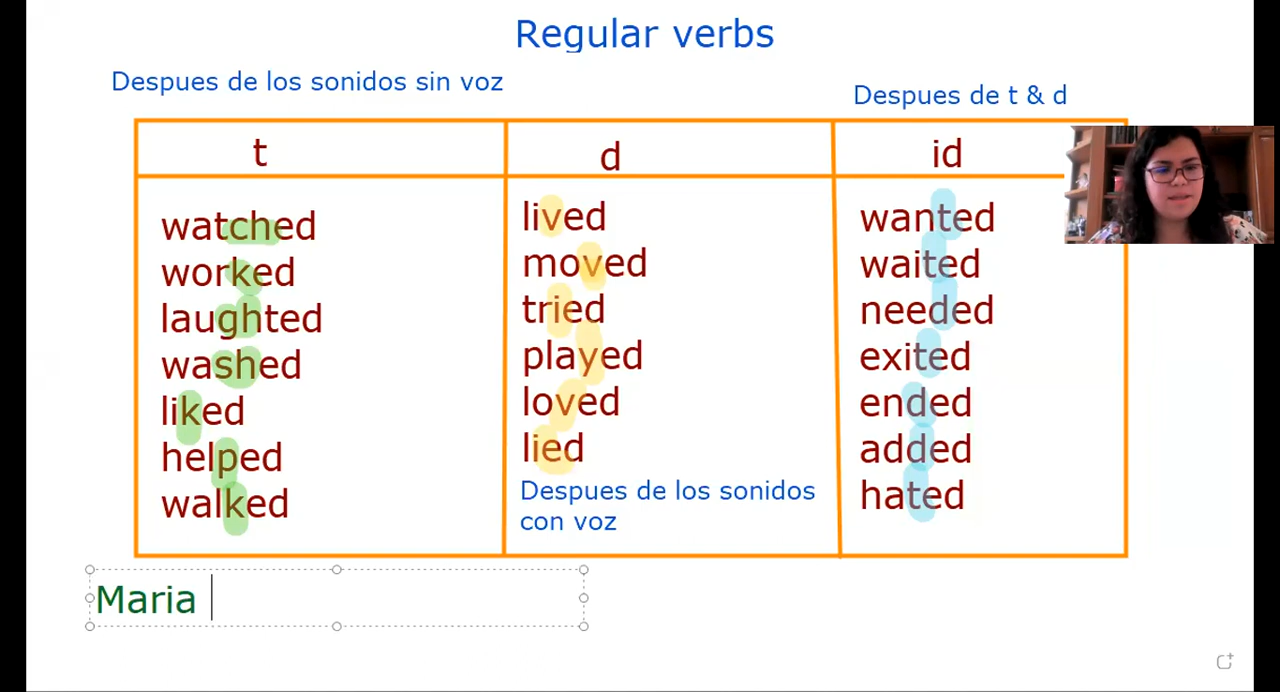 Regular verbs
Despues de los sonidos sin voz
Despues de t & d
t
d
id
watched
worked
laughted
washed
liked
helped
walked
lived
moved
tried
played
loved
lied
Despues de los sonidos
con voz
wanted
waited
needed
exited
ended
added
hated
Maria